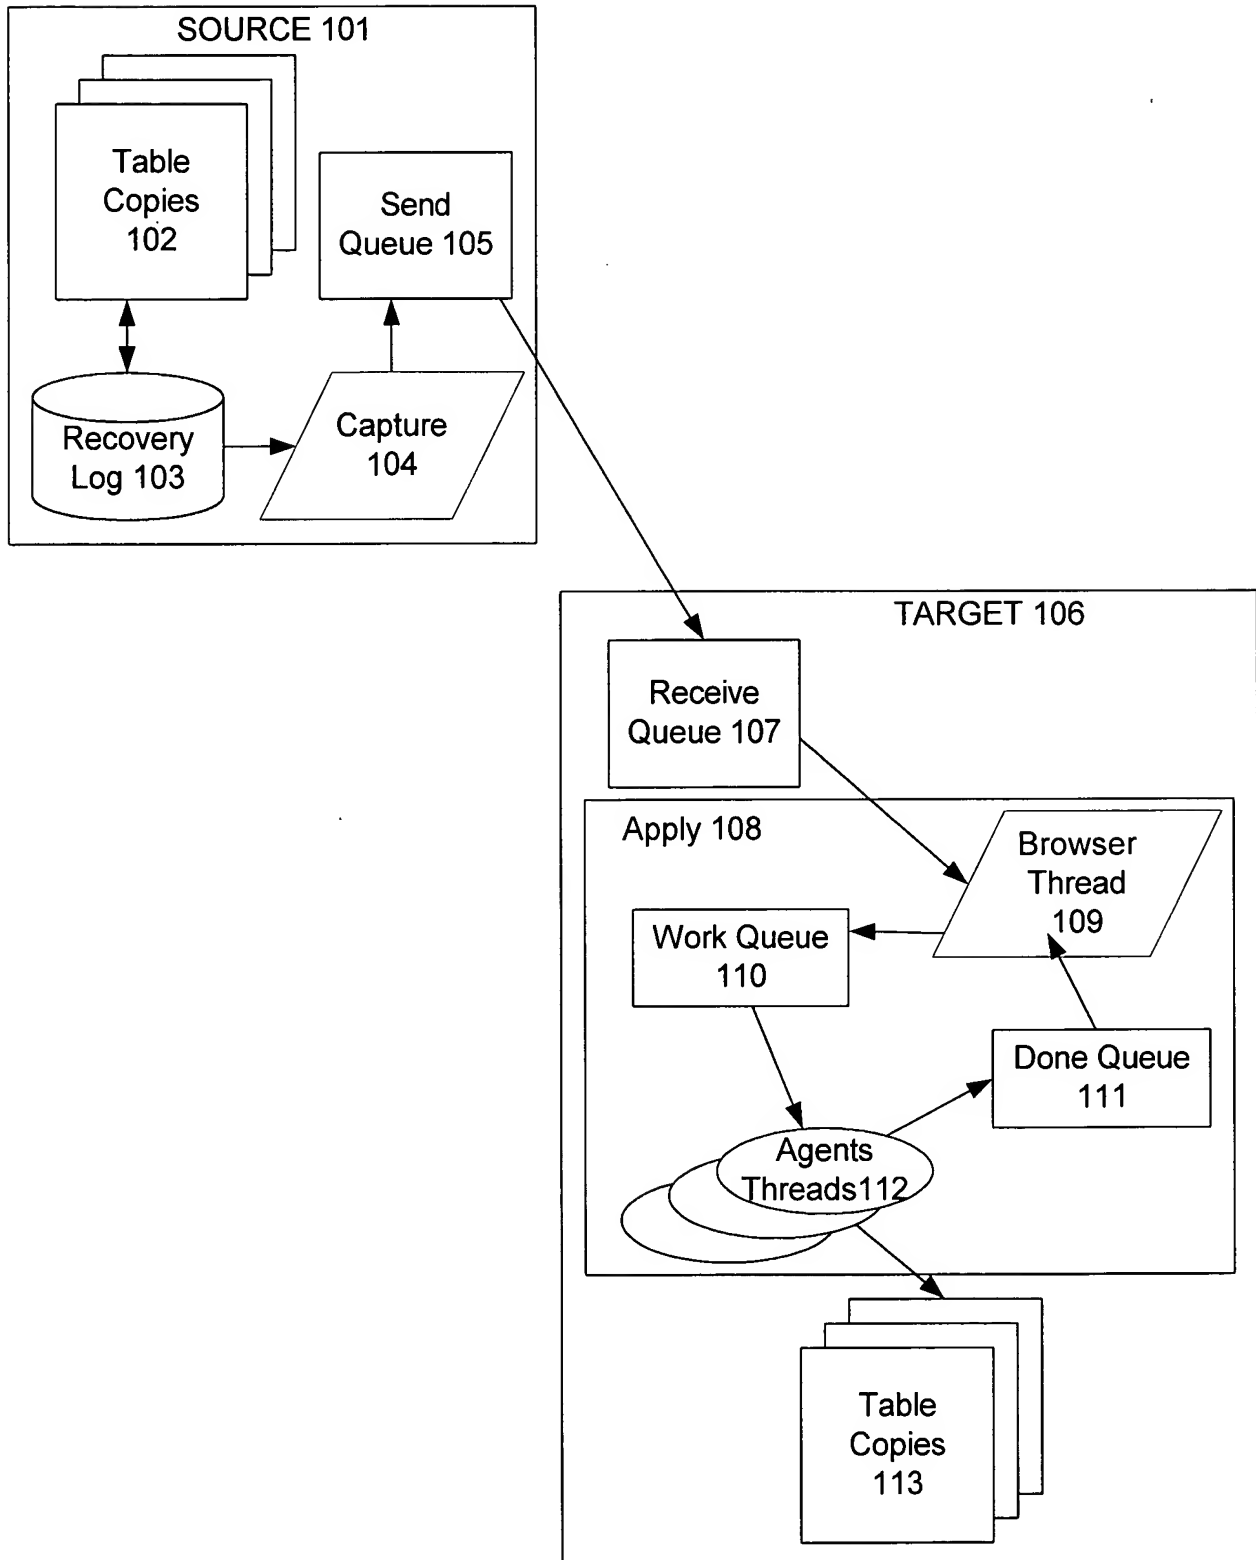 SOURCE 101
Table
Copies
102
Send
Queue 105
Recovery
Log 103
Capture
104
TARGET 106
Receive
Queue 107
Apply 108
Browser
Thread
109
Work Queue
110
Done Queue
111
Agents
Threads112
Table
Copies
113